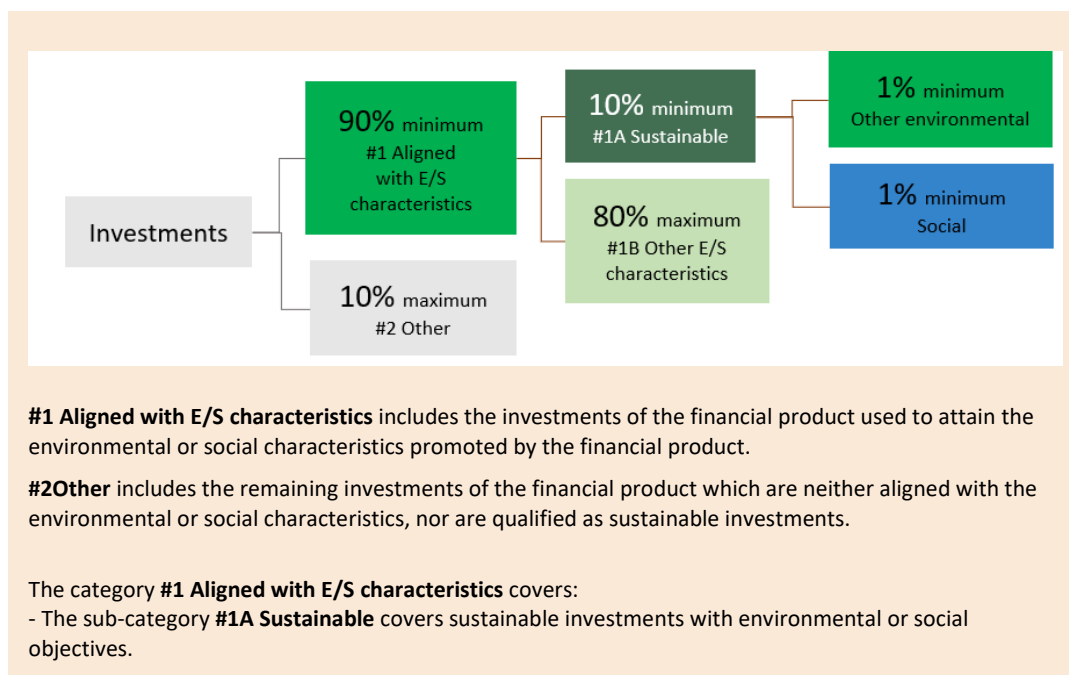 Investments
90% minimum
#1 Aligned
with E/S
characteristics
10% maximum
#2 Other
10% minimum
#1A Sustainable
80% maximum
#1B Other E/S
characteristics
1% minimum
Other environmental
1% minimum
Social
#1 Aligned with E/S characteristics includes the investments of the financial product used to attain the
environmental or social characteristics promoted by the financial product.
#2Other includes the remaining investments of the financial product which are neither aligned with the
environmental or social characteristics, nor are qualified as sustainable investments.
The category #1 Aligned with E/S characteristics covers:
- The sub-category #1A Sustainable covers sustainable investments with environmental or social
objectives.